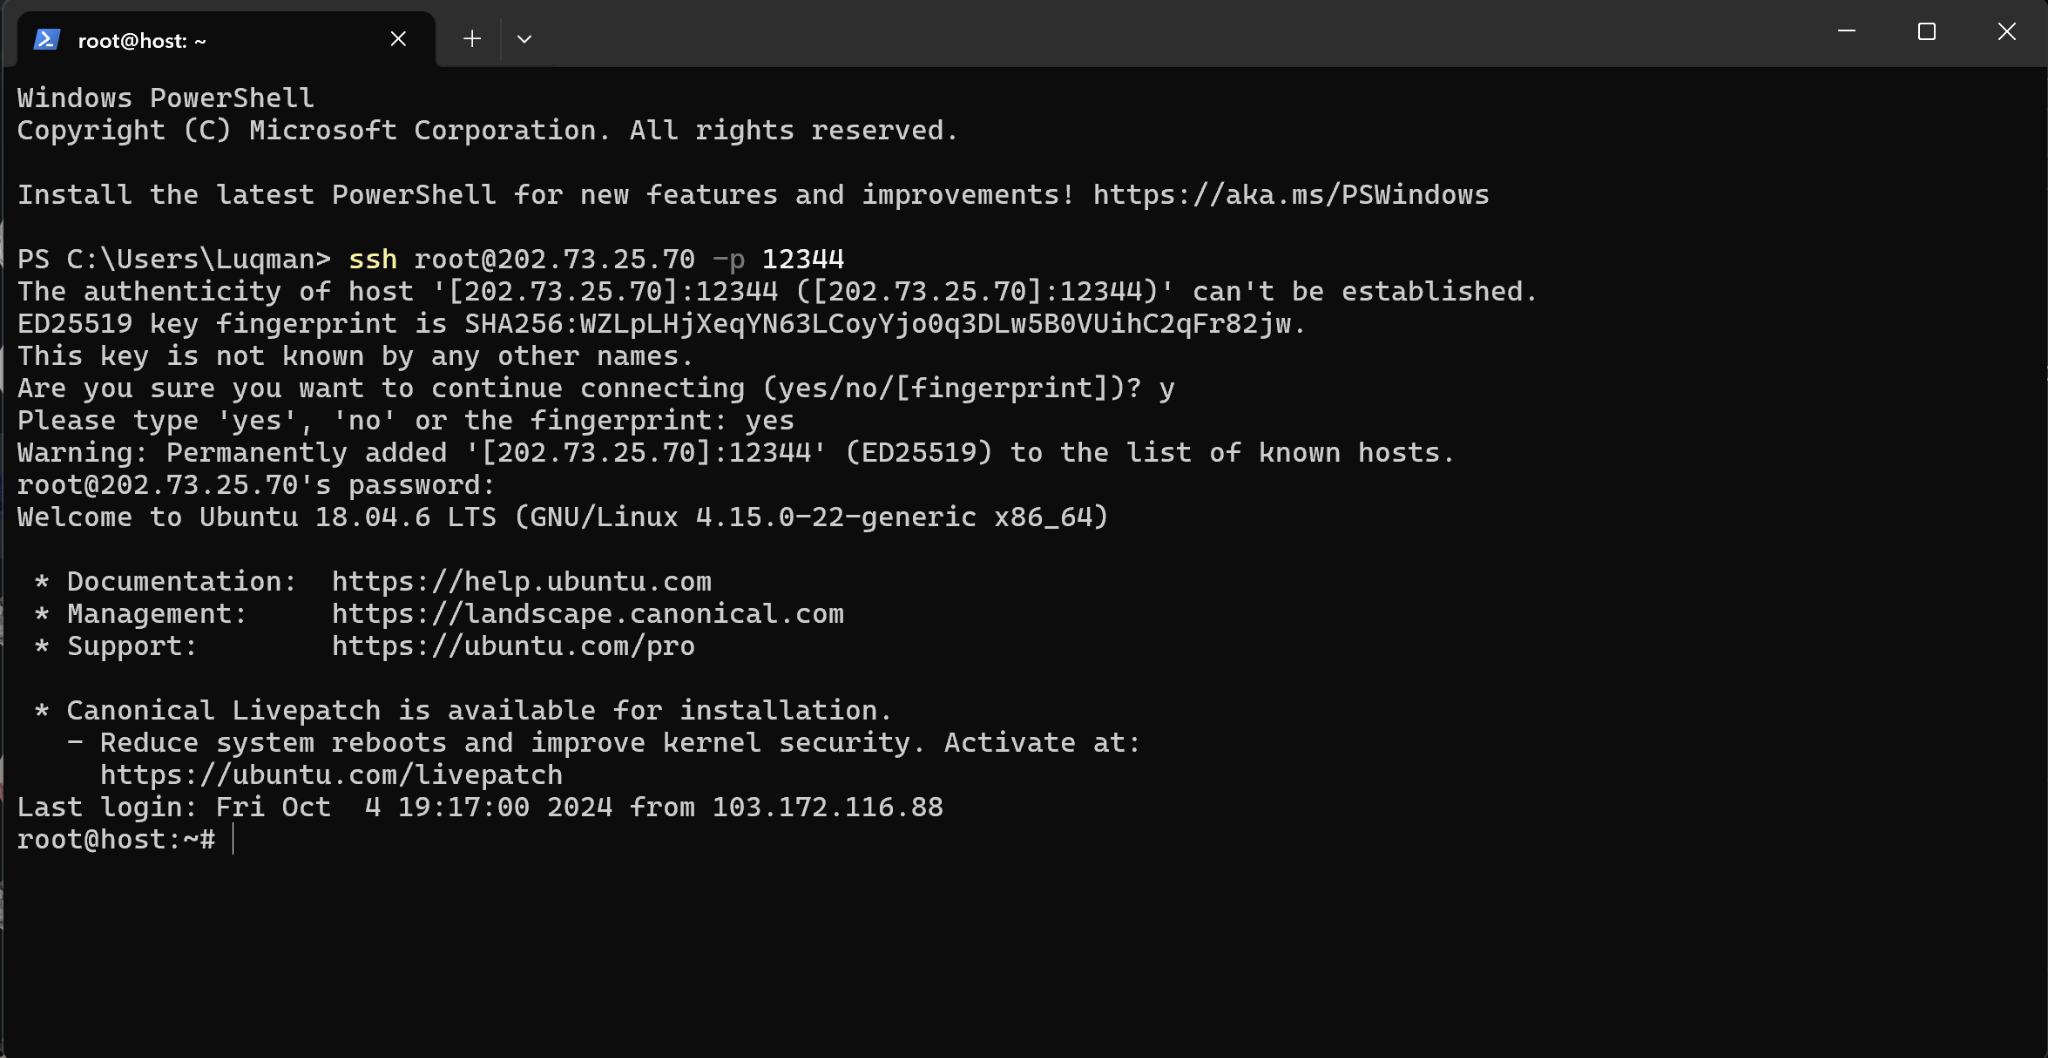 root@host: ~
Windows PowerShell
Copyright (C) Microsoft Corporation. All rights reserved.
Install the latest PowerShell for new features and improvements! https://aka.ms/PSWindows
PS C:\Users\Luqman> ssh root@202.73.25.70 -p 12344
The authenticity of host '[202.73.25.70]:12344 ([202.73.25.70]:12344)' can't be established.
ED25519 key fingerprint is SHA256:WZLpLHjXeqYN63LCoyYjo0q3DLw5B0VUihC2qFr82jw.
This key is not known by any other names.
Are you sure you want to continue connecting (yes/no/[fingerprint])? y
Please type 'yes', 'no' or the fingerprint: yes
Warning: Permanently added '[202.73.25.70]:12344' (ED25519) to the list of known hosts.
root@202.73.25.70's password:
Welcome to Ubuntu 18.04.6 LTS (GNU/Linux 4.15.0-22-generic x86_64)
 * Documentation:  https://help.ubuntu.com
 * Management:     https://landscape.canonical.com
 * Support:        https://ubuntu.com/pro
 * Canonical Livepatch is available for installation.
   - Reduce system reboots and improve kernel security. Activate at:
     https://ubuntu.com/livepatch
Last login: Fri Oct  4 19:17:00 2024 from 103.172.116.88
root@host:~#